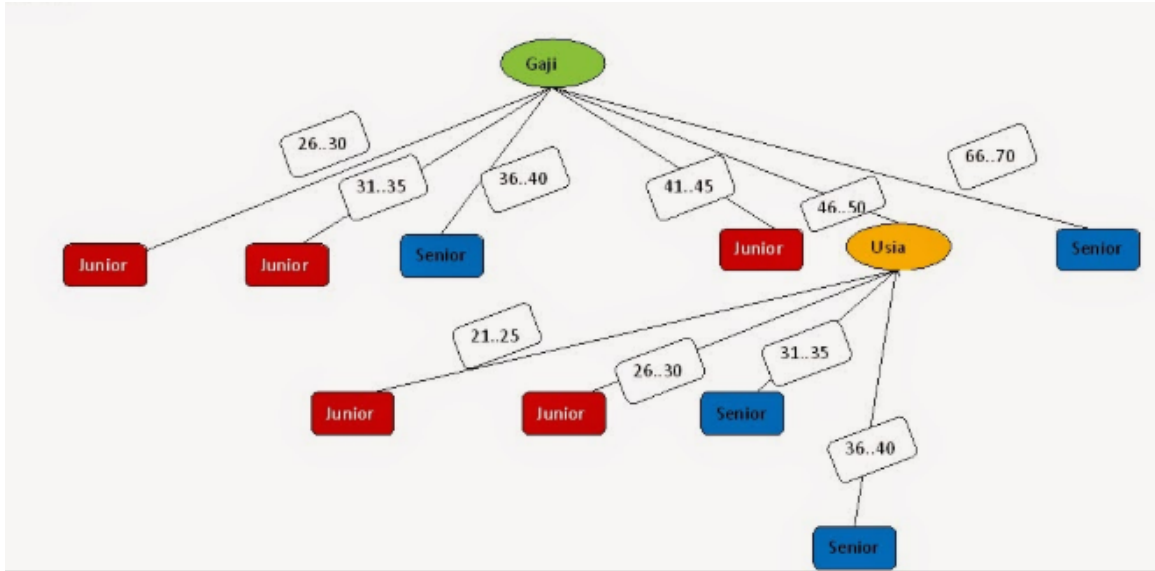 Gaji
26..30
31..35
36..40
41..45
46..50
66..70
Junior
Junior
Senior
Junior
Usia
Senior
21..25
26..30
31..35
36..40
Junior
Junior
Senior
Senior